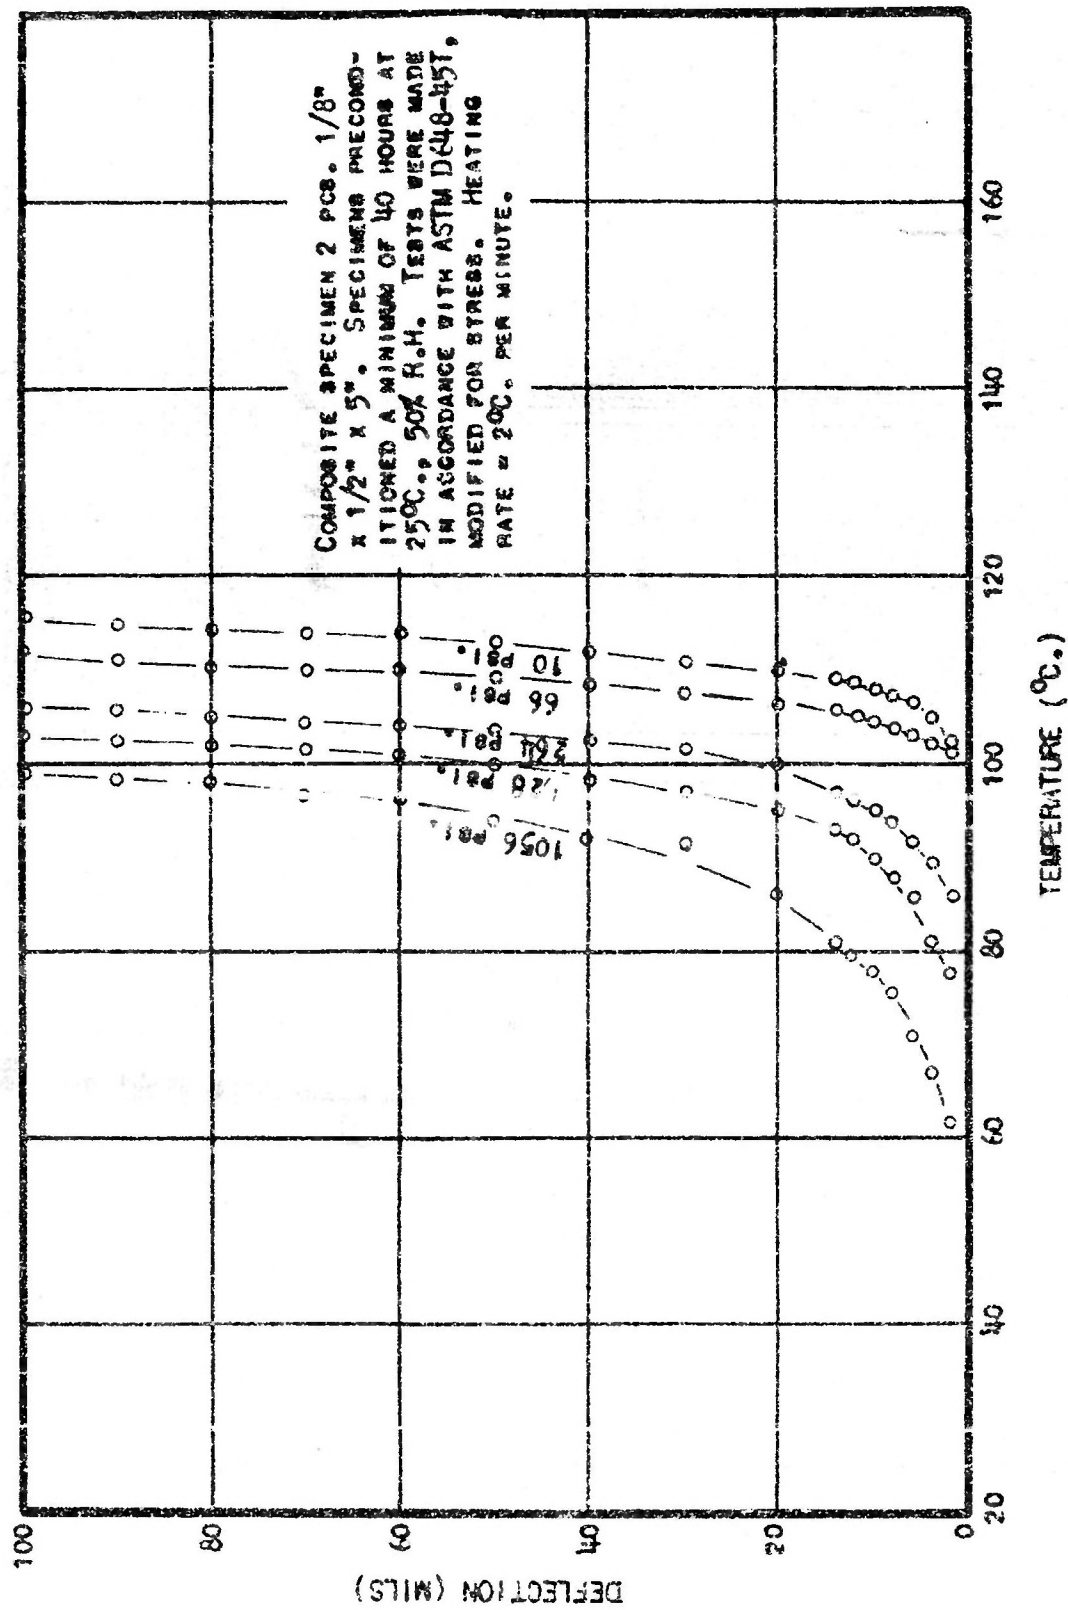 COMPOSITE SPECIMEN 2 PCS. 1/8"
X 1/2" X 5". SPECIMENS PRECOND-
ITIONED A MINIMUM OF 40 HOURS AT
25°C., 50% R.H. TESTS WERE MADE
IN ACCORDANCE WITH ASTM D648-45T,
MODIFIED FOR STRESS. HEATING
RATE = 2°C. PER MINUTE.
DEFLECTION (MILS)
100
80
60
40
20
0
1056 PSI.
PSI.
264 PSI.
66 PSI.
10 PSI.
20
40
60
80
100
120
140
160
TEMPERATURE (°C.)